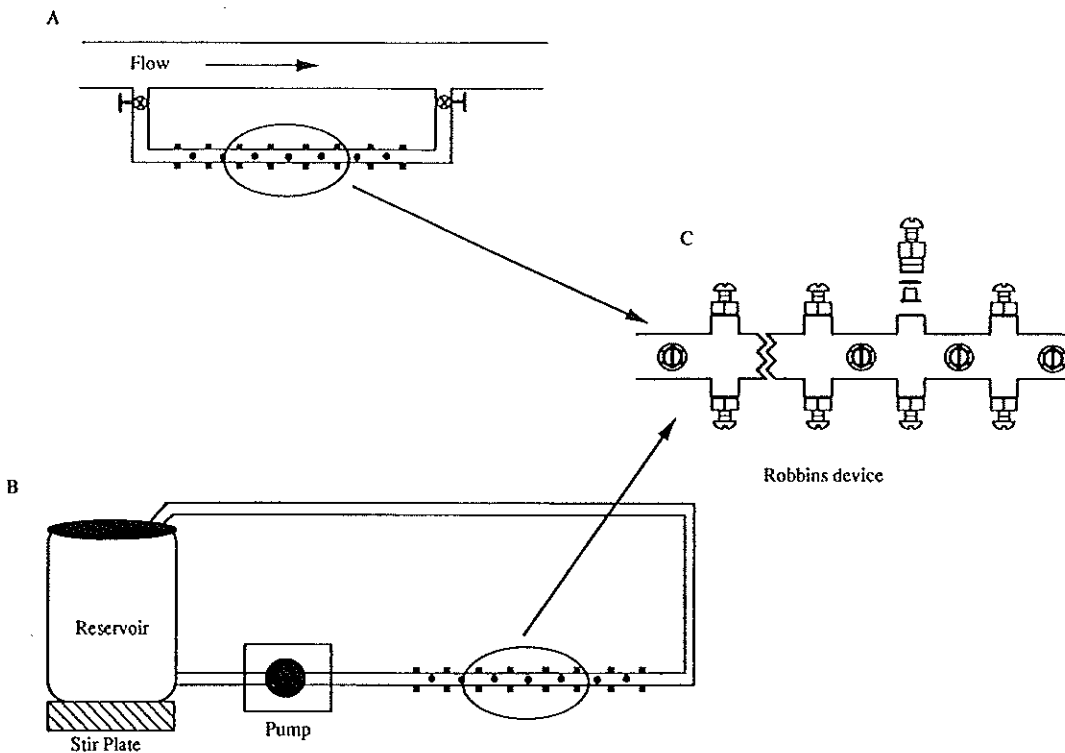 A
Flow
C
Robbins device
B
Reservoir
Pump
Stir Plate